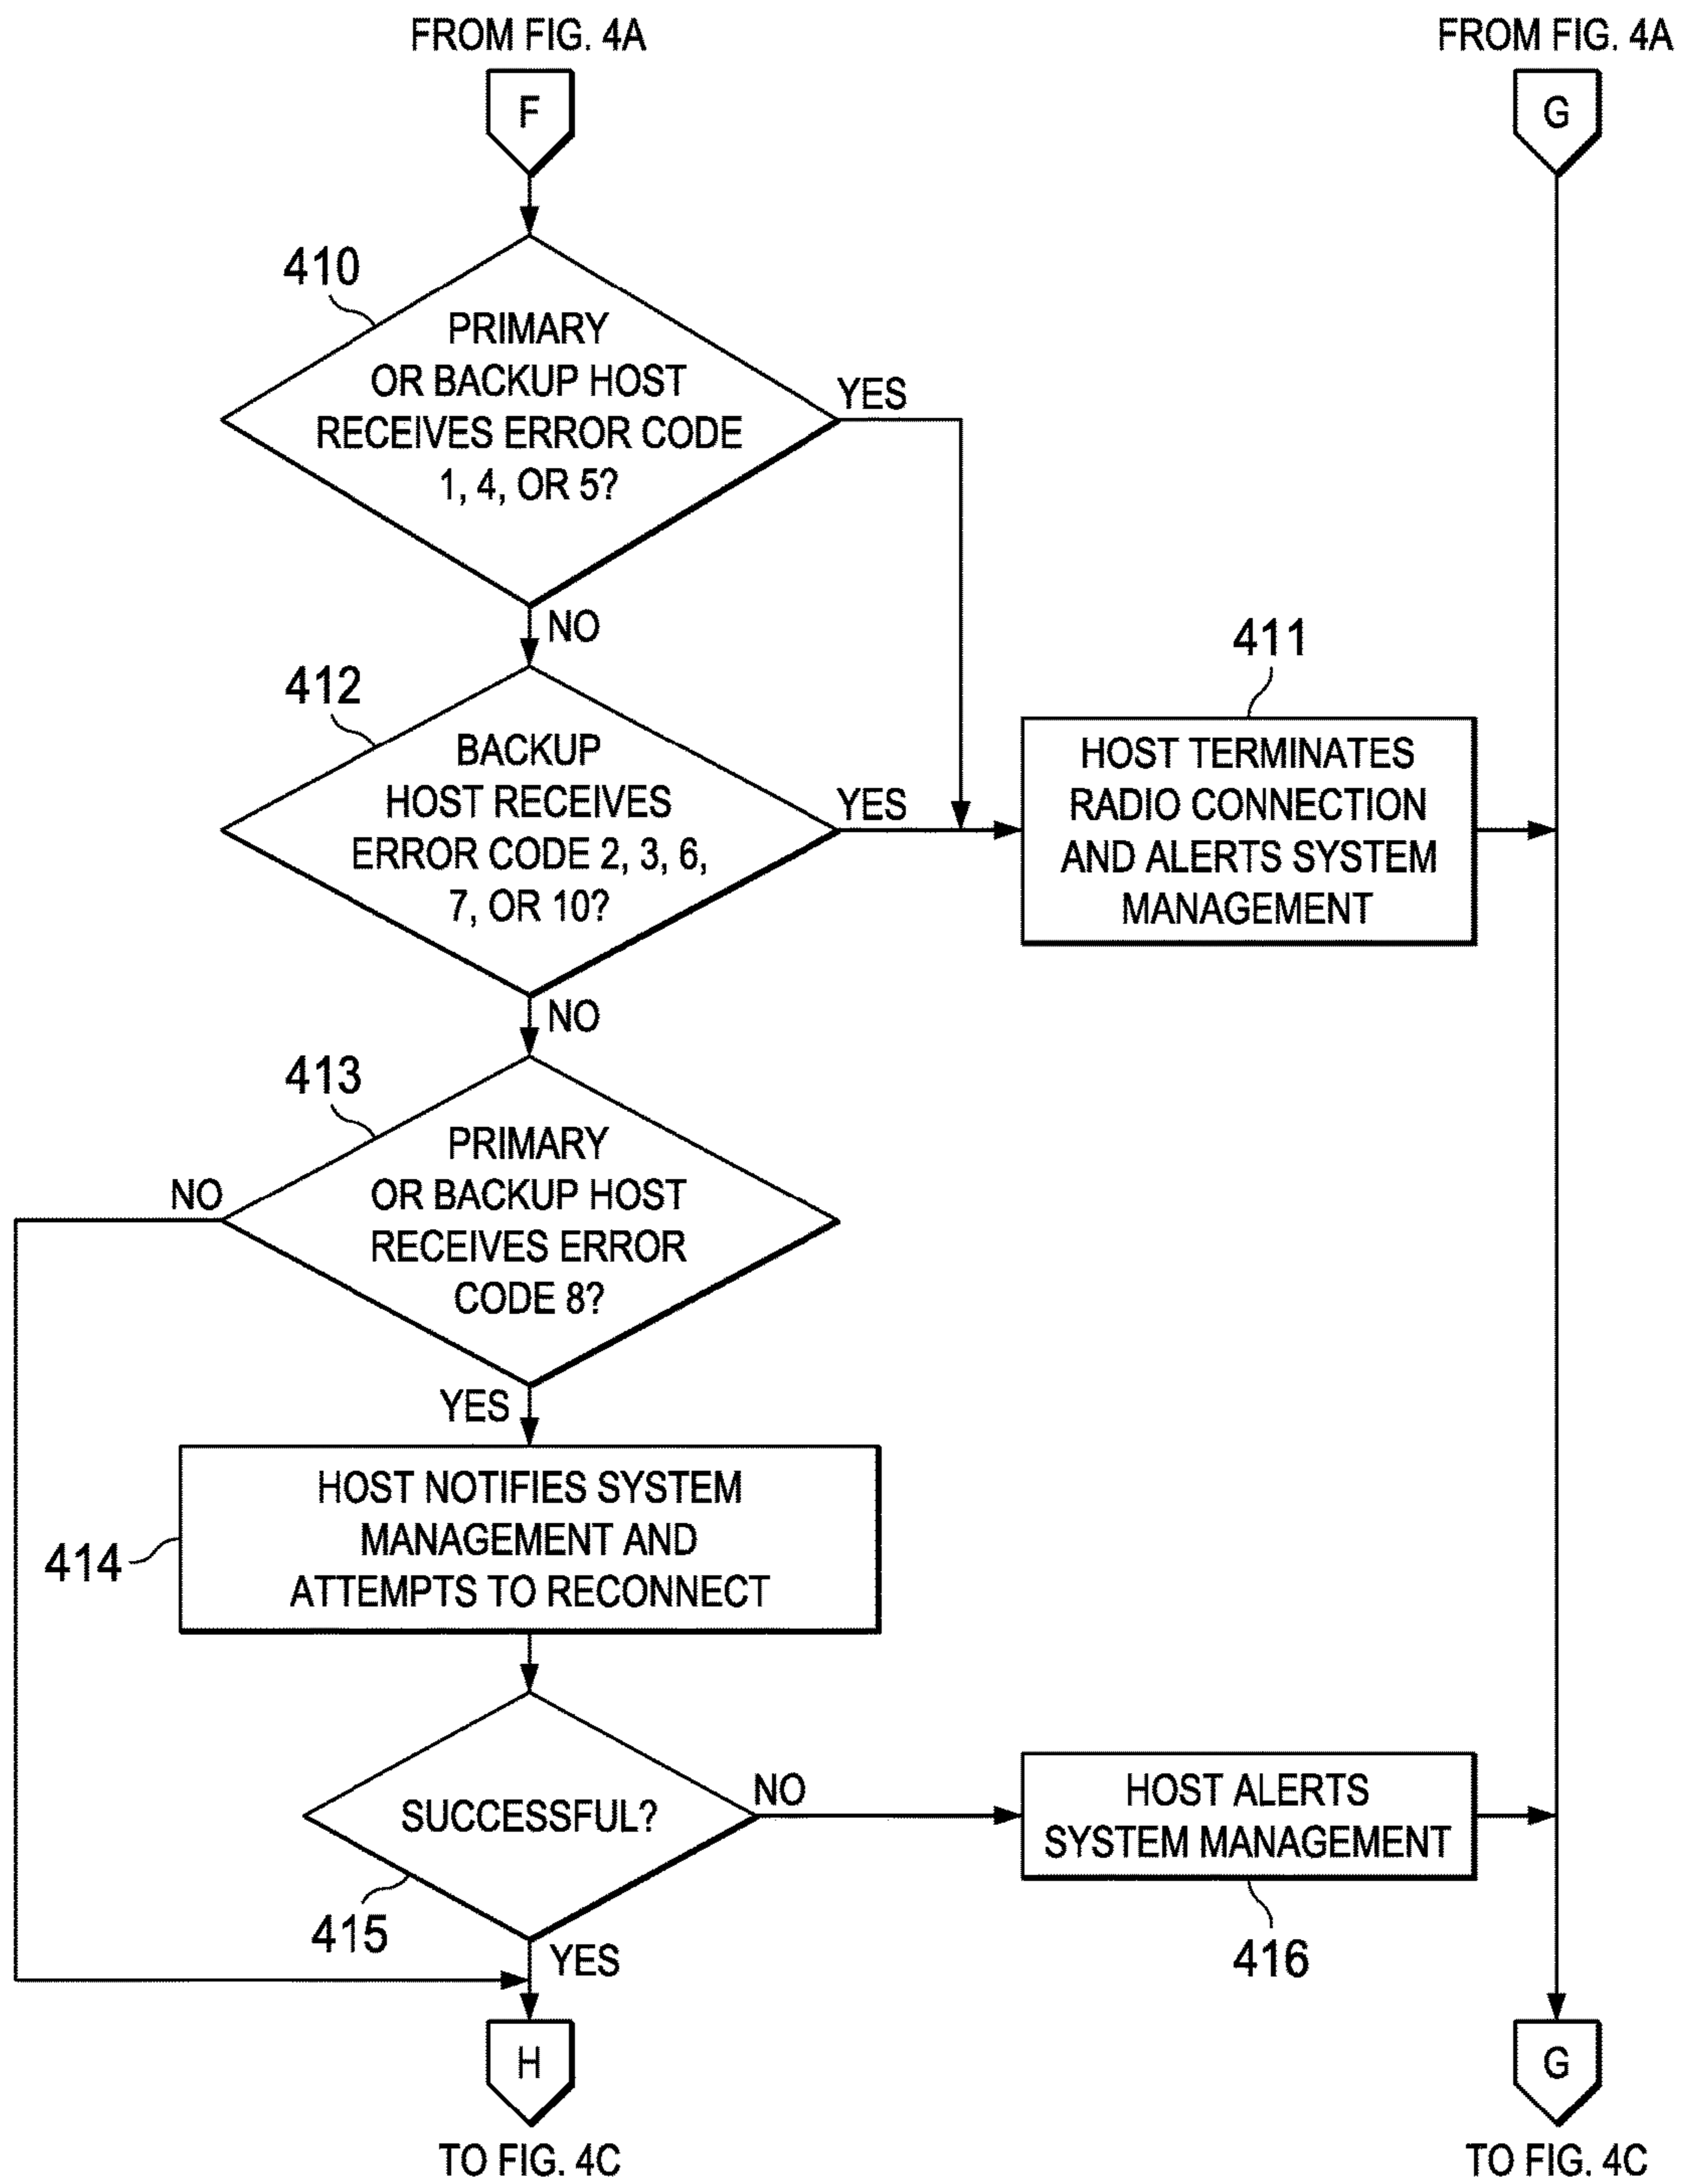 FROM FIG. 4A
FROM FIG. 4A
F
G
410
PRIMARY
OR BACKUP HOST
RECEIVES ERROR CODE
1, 4, OR 5?
YES
NO
412
BACKUP
HOST RECEIVES
ERROR CODE 2, 3, 6,
7, OR 10?
YES
411
HOST TERMINATES
RADIO CONNECTION
AND ALERTS SYSTEM
MANAGEMENT
NO
413
PRIMARY
OR BACKUP HOST
RECEIVES ERROR
CODE 8?
NO
YES
414
HOST NOTIFIES SYSTEM
MANAGEMENT AND
ATTEMPTS TO RECONNECT
SUCCESSFUL?
415
NO
HOST ALERTS
SYSTEM MANAGEMENT
416
YES
H
G
TO FIG. 4C
TO FIG. 4C